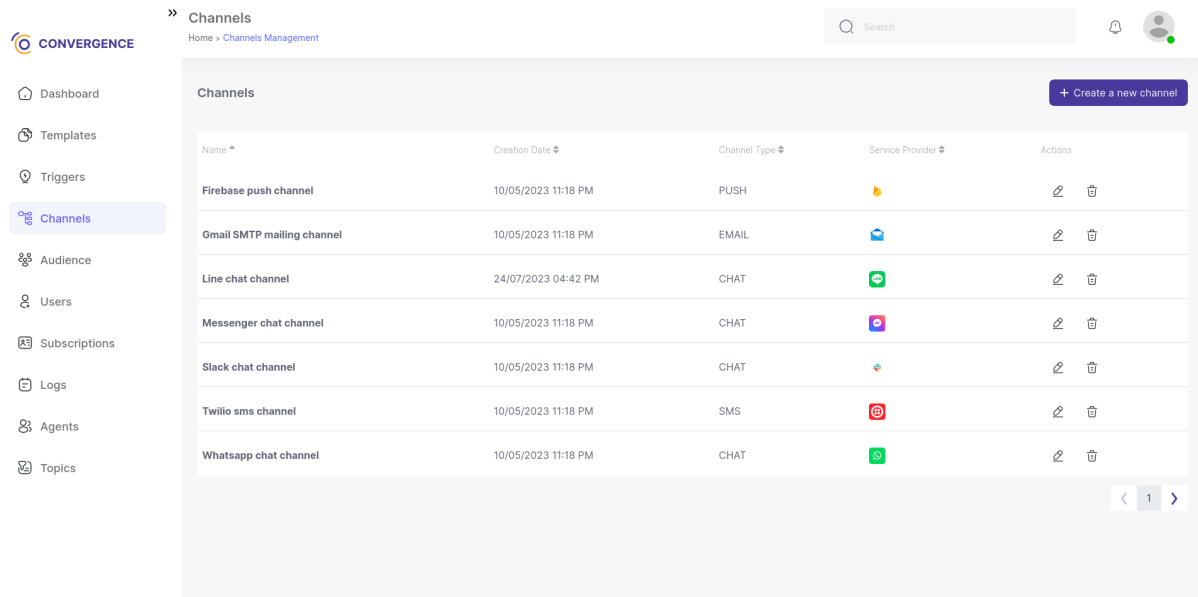 Channels
Home > Channels Management
Search
CONVERGENCE
Dashboard
Templates
Triggers
Channels
Audience
Users
Subscriptions
Logs
Agents
Topics
Channels
+ Create a new channel
Name Creation Date Channel Type Service Provider Actions
Firebase push channel 10/05/2023 11:18 PM PUSH
Gmail SMTP mailing channel 10/05/2023 11:18 PM EMAIL
Line chat channel 24/07/2023 04:42 PM CHAT
Messenger chat channel 10/05/2023 11:18 PM CHAT
Slack chat channel 10/05/2023 11:18 PM CHAT
Twilio sms channel 10/05/2023 11:18 PM SMS
Whatsapp chat channel 10/05/2023 11:18 PM CHAT
1